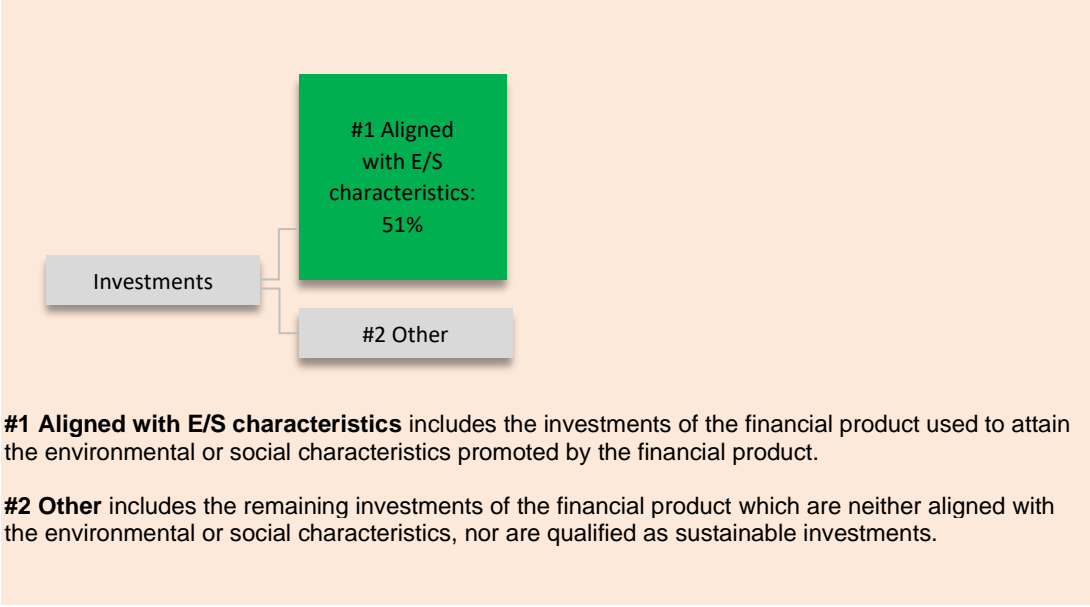 #1 Aligned
with E/S
characteristics:
51%
Investments
#2 Other
#1 Aligned with E/S characteristics includes the investments of the financial product used to attain
the environmental or social characteristics promoted by the financial product.
#2 Other includes the remaining investments of the financial product which are neither aligned with
the environmental or social characteristics, nor are qualified as sustainable investments.